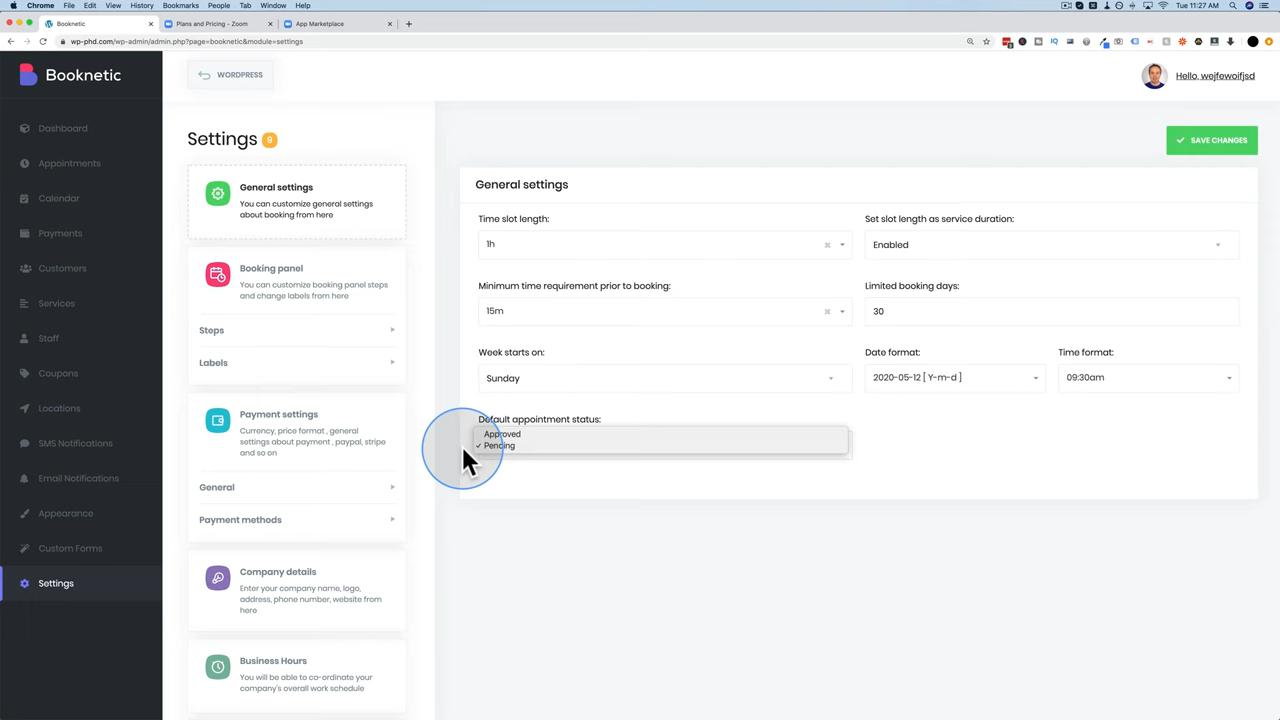 Chrome File Edit View History Bookmarks People Tab Window Help Tue 11:27 AM
Booknetic
Plans and Pricing - Zoom
App Marketplace
wp-phd.com/wp-admin/admin.php?page=booknetic&module=settings
Booknetic
WORDPRESS
Hello, wejfewoifjsd
Dashboard
Appointments
Calendar
Payments
Customers
Services
Staff
Coupons
Locations
SMS Notifications
Email Notifications
Appearance
Custom Forms
Settings
Settings 9
General settings
You can customize general settings
about booking from here
Booking panel
You can customize booking panel steps
and change labels from here
Steps
Labels
Payment settings
Currency, price format , general
settings about payment , paypal, stripe
and so on
General
Payment methods
Company details
Enter your company name, logo,
address, phone number, website from
here
Business Hours
You will be able to co-ordinate your
company's overall work schedule
SAVE CHANGES
General settings
Time slot length:
1h
Set slot length as service duration:
Enabled
Minimum time requirement prior to booking:
15m
Limited booking days:
30
Week starts on:
Sunday
Date format:
2020-05-12 [ Y-m-d ]
Time format:
09:30am
Default appointment status:
Approved
✓ Pending